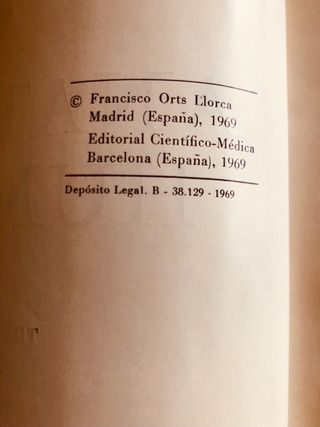 © Francisco Orts Llorca
Madrid (España), 1969
Editorial Científico-Médica
Barcelona (España), 1969
Depósito Legal. B - 38.129 - 1969